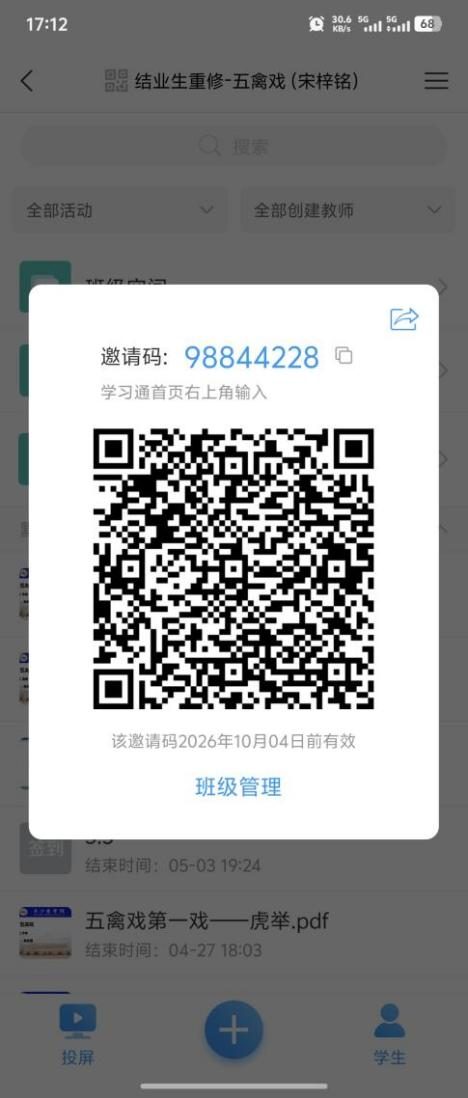 17:12
30.6 KB/s 5G 5G 68
结业生重修-五禽戏 (宋梓铭)
搜索
全部活动
全部创建教师
班级空间
邀请码: 98844228
学习通首页右上角输入
该邀请码2026年10月04日前有效
班级管理
签到
结束时间：05-03 19:24
五禽戏第一戏——虎举.pdf
结束时间：04-27 18:03
投屏
学生